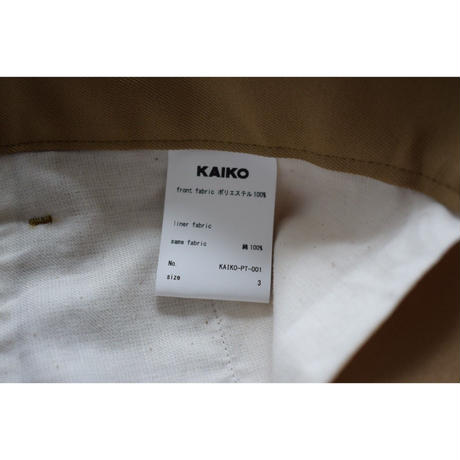 KAIKO
front fabric ポリエステル100%
liner fabric
same fabric 綿100%
No. KAIKO-PT-001
size 3